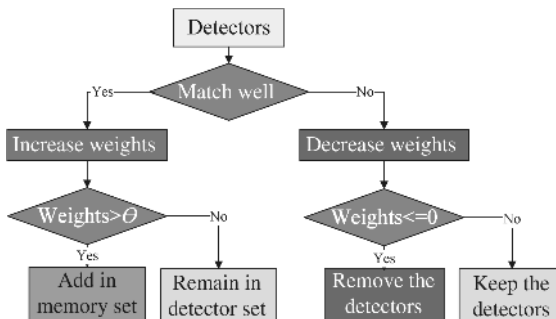 Detectors
Match well
Yes
No
Increase weights
Decrease weights
Weights>Θ
No
Weights<=0
No
Yes
Yes
Add in
memory set
Remain in
detector set
Remove the
detectors
Keep the
detectors